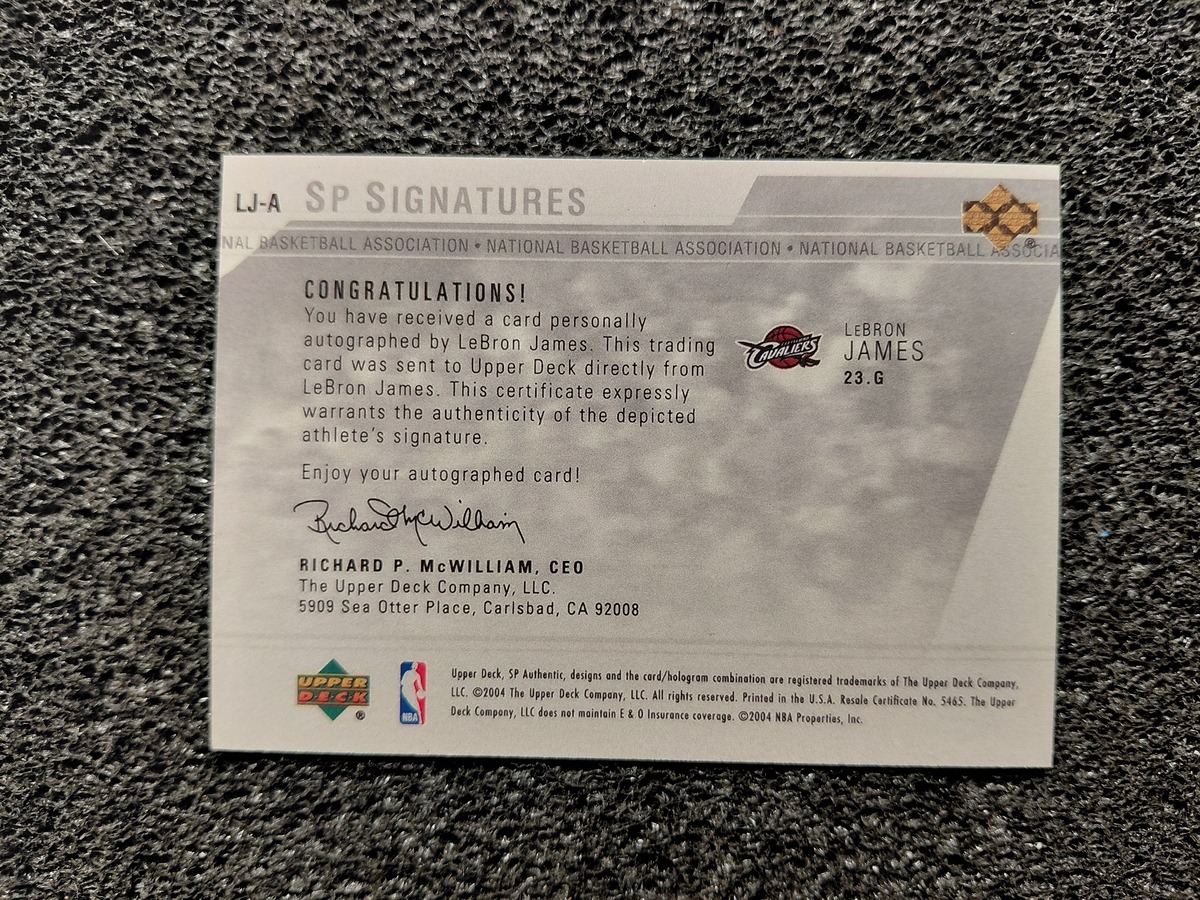 LJ-A SP SIGNATURES
NAL BASKETBALL ASSOCIATION • NATIONAL BASKETBALL ASSOCIATION • NATIONAL BASKETBALL ASSOCIA
®
CONGRATULATIONS!
You have received a card personally
autographed by LeBron James. This trading
card was sent to Upper Deck directly from
LeBron James. This certificate expressly
warrants the authenticity of the depicted
athlete's signature.
Enjoy your autographed card!
CAVALIERS
LeBRON
JAMES
23.G
Richard McWilliam
RICHARD P. McWILLIAM, CEO
The Upper Deck Company, LLC.
5909 Sea Otter Place, Carlsbad, CA 92008
UPPER
DECK
®
NBA
Upper Deck, SP Authentic, designs and the card/hologram combination are registered trademarks of The Upper Deck Company,
LLC. ©2004 The Upper Deck Company, LLC. All rights reserved. Printed in the U.S.A. Resale Certificate No. 5465. The Upper
Deck Company, LLC does not maintain E & O Insurance coverage. ©2004 NBA Properties, Inc.